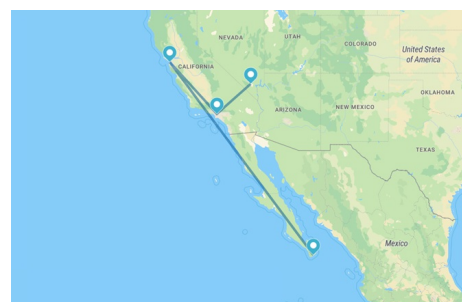 NEVADA
UTAH
COLORADO
United States
of America
CALIFORNIA
OKLAHOMA
ARIZONA
NEW MEXICO
TEXAS
Mexico